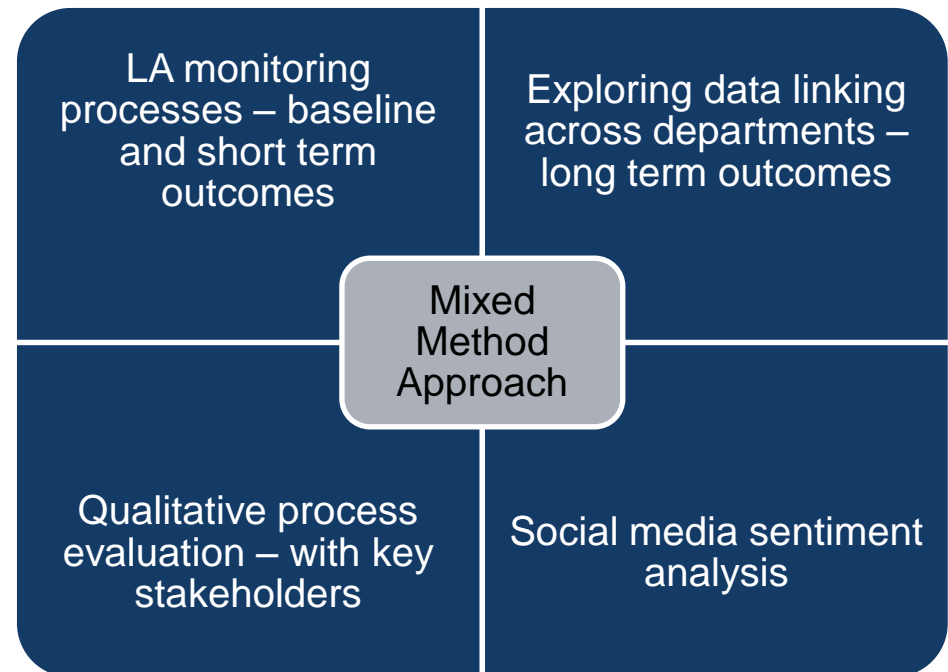 LA monitoring
processes – baseline
and short term
outcomes
Exploring data linking
across departments –
long term outcomes
Mixed
Method
Approach
Qualitative process
evaluation – with key
stakeholders
Social media sentiment
analysis